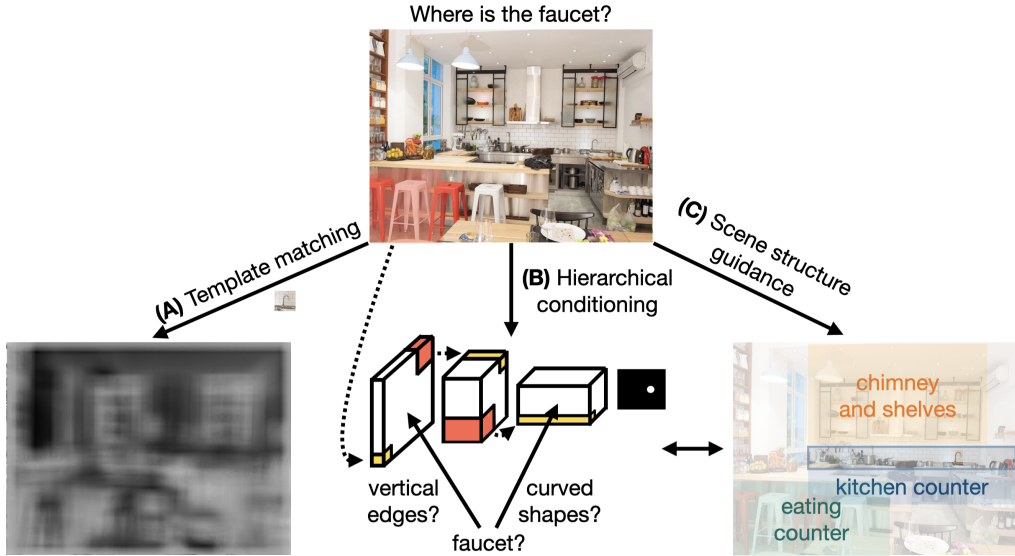 Where is the faucet?
(A) Template matching
(B) Hierarchical
conditioning
(C) Scene structure
guidance
vertical
edges?
curved
shapes?
faucet?
chimney
and shelves
kitchen counter
eating
counter